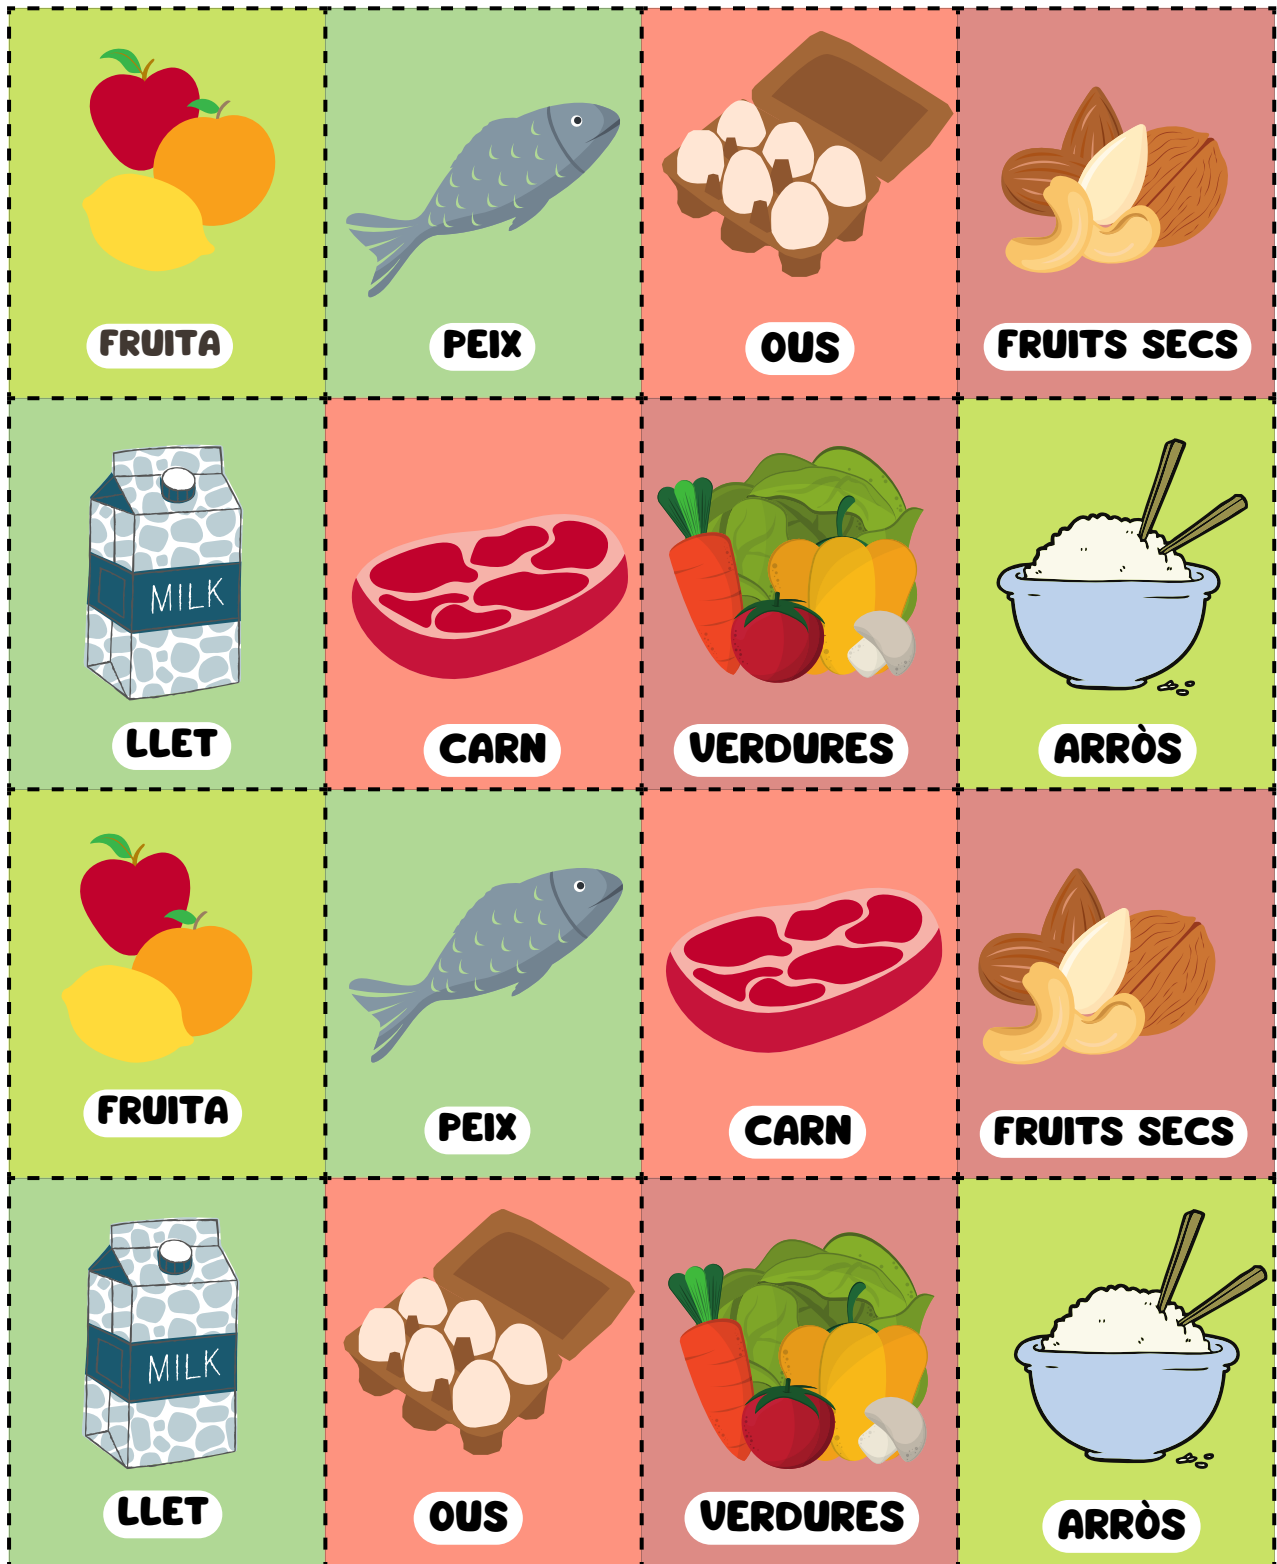 FRUITA
PEIX
OUS
FRUITS SECS
MILK
LLET
CARN
VERDURES
ARRÒS
FRUITA
PEIX
CARN
FRUITS SECS
MILK
LLET
OUS
VERDURES
ARRÒS